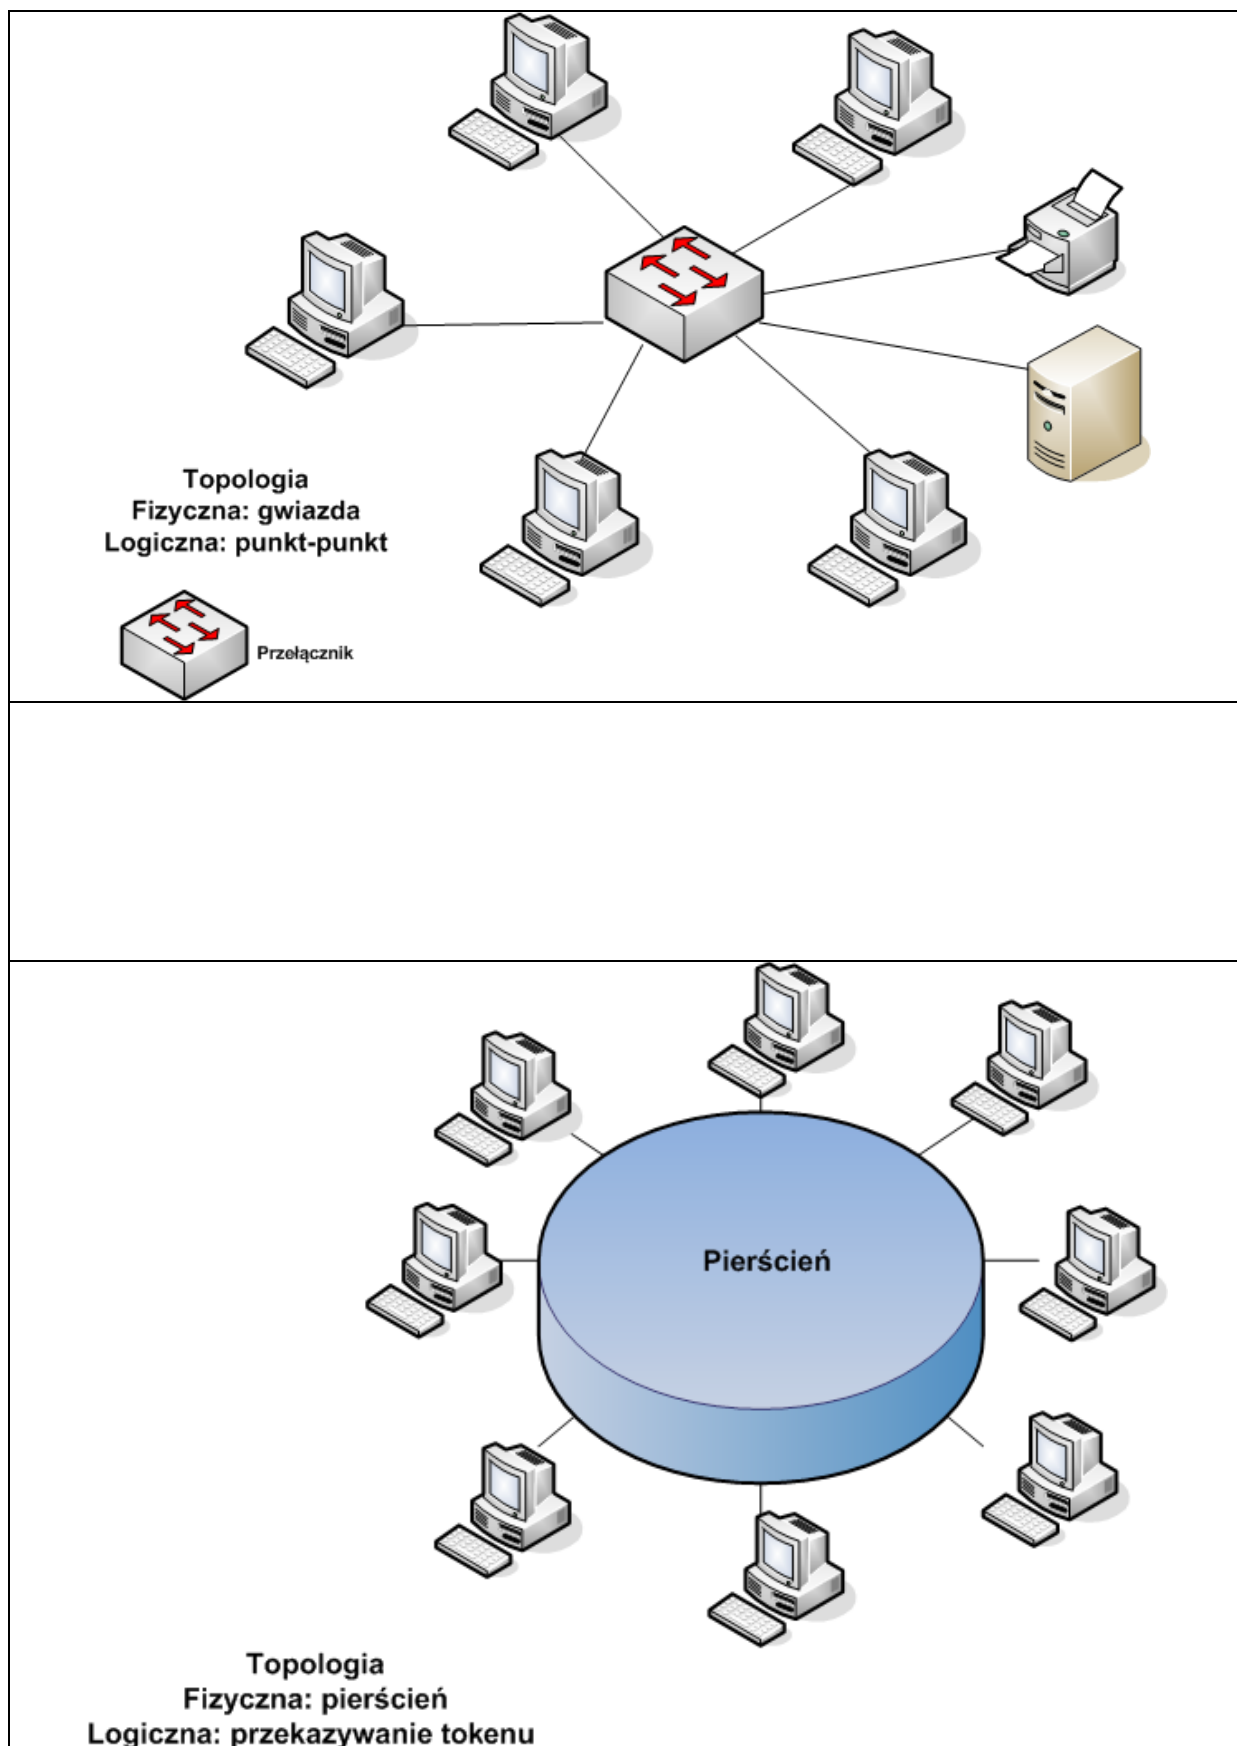 Topologia
Fizyczna: gwiazda
Logiczna: punkt-punkt
Przełącznik
Pierścień
Topologia
Fizyczna: pierścień
Logiczna: przekazywanie tokenu